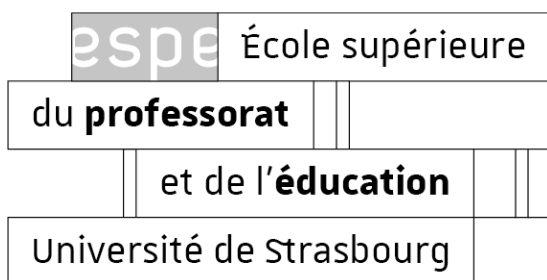 espe École supérieure
du professorat
et de l'éducation
Université de Strasbourg